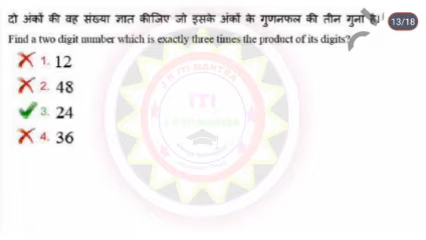 दो अंकों की वह संख्या ज्ञात कीजिए जो इसके अंकों के गुणनफल की तीन गुना है।
13/18
Find a two digit number which is exactly three times the product of its digits?
1. 12
2. 48
3. 24
4. 36
ITI